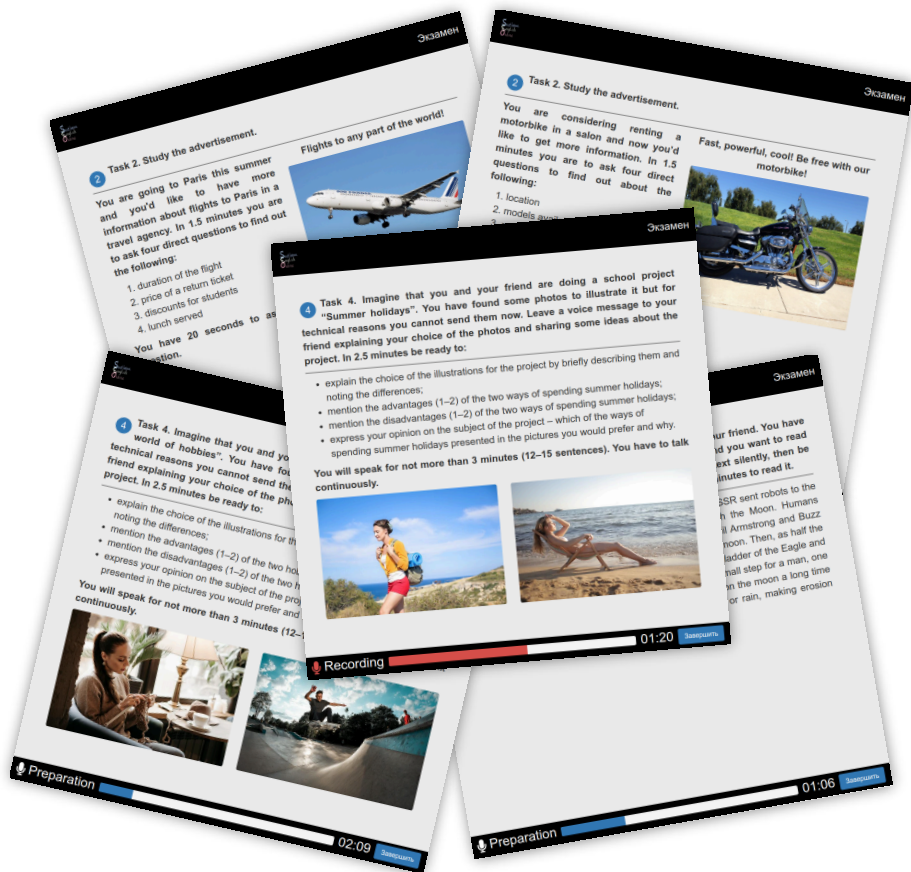 Экзамен
2 Task 2. Study the advertisement.
You are going to Paris this summer
and you'd like to have more
information about flights to Paris in a
travel agency. In 1.5 minutes you are
to ask four direct questions to find out
the following:
1. duration of the flight
2. price of a return ticket
3. discounts for students
4. lunch served
You have 20 seconds to
Flights to any part of the world!
Экзамен
2 Task 2. Study the advertisement.
You are considering renting a
motorbike in a salon and now you'd
like to get more information. In 1.5
minutes you are to ask four direct
questions to find out about the
following:
1. location
2. models
Fast, powerful, cool! Be free with our
motorbike!
Экзамен
4 Task 4. Imagine that you and your friend are doing a school project
“Summer holidays”. You have found some photos to illustrate it but for
technical reasons you cannot send them now. Leave a voice message to your
friend explaining your choice of the photos and sharing some ideas about the
project. In 2.5 minutes be ready to:
• explain the choice of the illustrations for the project by briefly describing them and
noting the differences;
• mention the advantages (1–2) of the two ways of spending summer holidays;
• mention the disadvantages (1–2) of the two ways of spending summer holidays;
• express your opinion on the subject of the project – which of the ways of
spending summer holidays presented in the pictures you would prefer and why.
You will speak for not more than 3 minutes (12–15 sentences). You have to talk
continuously.
Recording 01:20 Завершить
4 Task 4. Imagine that you and
world of hobbies”. You have
technical reasons you cannot send
friend explaining your choice of the
project. In 2.5 minutes be ready to:
• explain the choice of the illustrations for
noting the differences;
• mention the advantages (1–2) of the two
• mention the disadvantages (1–2) of the two
• express your opinion on the subject of the
presented in the pictures you would prefer and
You will speak for not more than 3 minutes
continuously.
Preparation 02:09 Завершить
Экзамен
friend. You have
you want to read
silently, then be
to read it.
sent robots to the
the Moon. Humans
Armstrong and Buzz
Then, as half the
ladder of the Eagle and
step for a man, one
on the moon a long time
or rain, making erosion
Preparation 01:06 Завершить